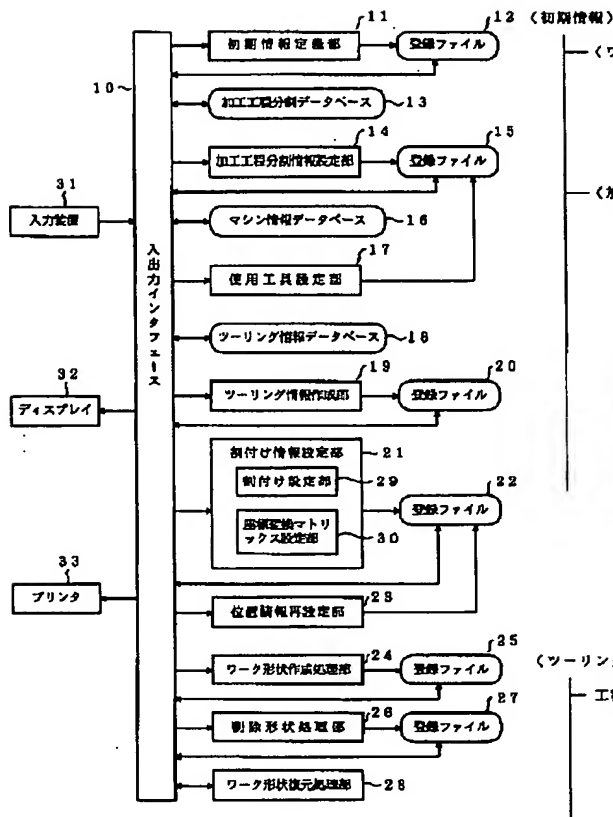 11
12
（初期情報）
初期情報定義部
登録ファイル
10
加工工程分割データベース
13
14
15
加工工程分割情報設定部
登録ファイル
31
入力装置
マシン情報データベース
16
17
入出力インタフェース
使用工具設定部
ツーリング情報データベース
18
32
19
20
ディスプレイ
ツーリング情報作成部
登録ファイル
割付け情報設定部
21
割付け設定部
29
22
登録ファイル
座標変換マトリックス設定部
30
33
プリンタ
23
位置情報再設定部
24
25
ワーク形状作成処理部
登録ファイル
〈ツーリン
26
27
工
削除形状処理部
登録ファイル
ワーク形状復元処理部
28